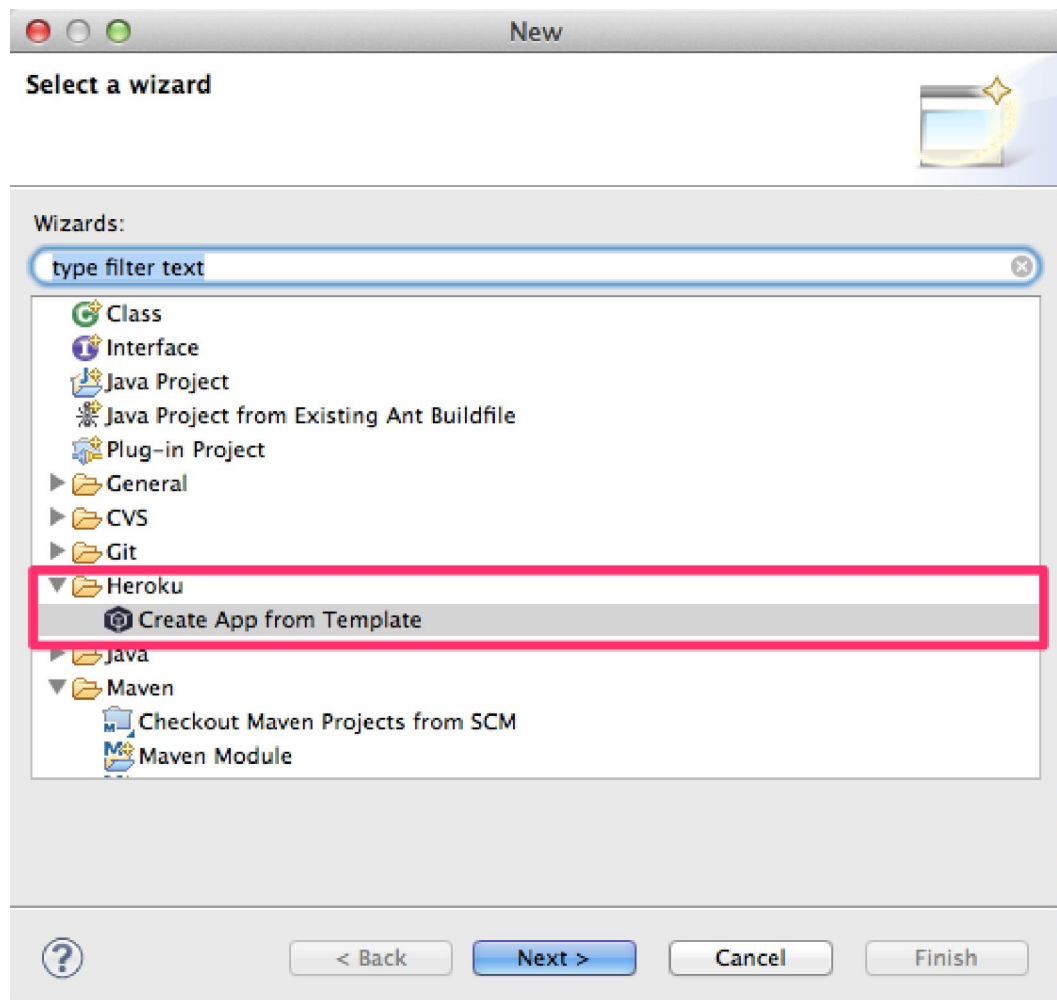 New
Select a wizard
Wizards:
type filter text
Class
Interface
Java Project
Java Project from Existing Ant Buildfile
Plug-in Project
General
CVS
Git
Heroku
Create App from Template
Java
Maven
Checkout Maven Projects from SCM
Maven Module
? < Back Next > Cancel Finish